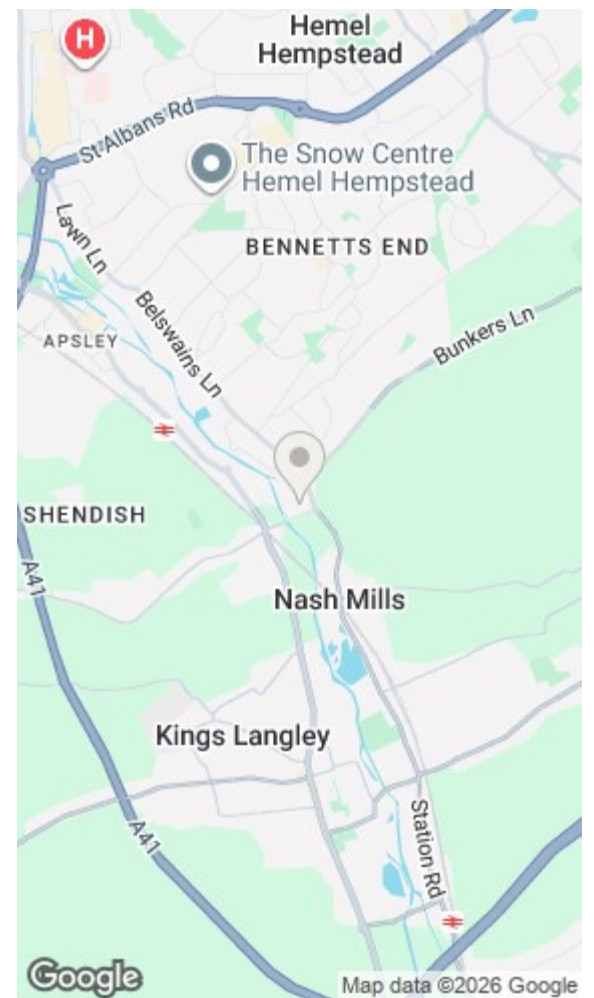 Hemel
Hempstead
H
St Albans Rd
The Snow Centre
Hemel Hempstead
Lawn Ln
BENNETTS END
Belswains Ln
Bunkers Ln
APSLEY
SHENDISH
A41
Nash Mills
Kings Langley
A41
Station Rd
Google
Map data ©2026 Google